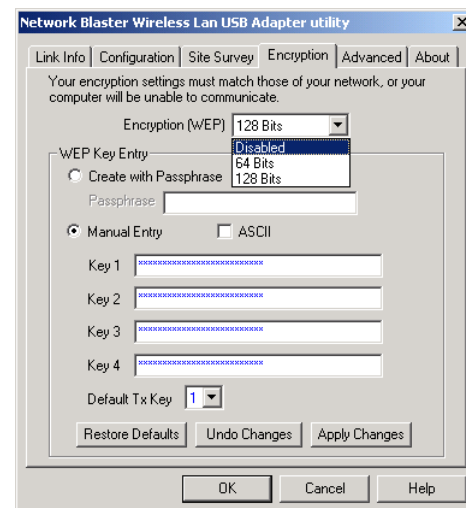 Network Blaster Wireless Lan USB Adapter utility
Link Info Configuration Site Survey Encryption Advanced About
Your encryption settings must match those of your network, or your
computer will be unable to communicate.
Encryption (WEP) 128 Bits
Disabled
64 Bits
128 Bits
WEP Key Entry
Create with Passphrase
Passphrase
Manual Entry ASCII
Key 1 **************************
Key 2 **************************
Key 3 **************************
Key 4 **************************
Default Tx Key 1
Restore Defaults Undo Changes Apply Changes
OK Cancel Help